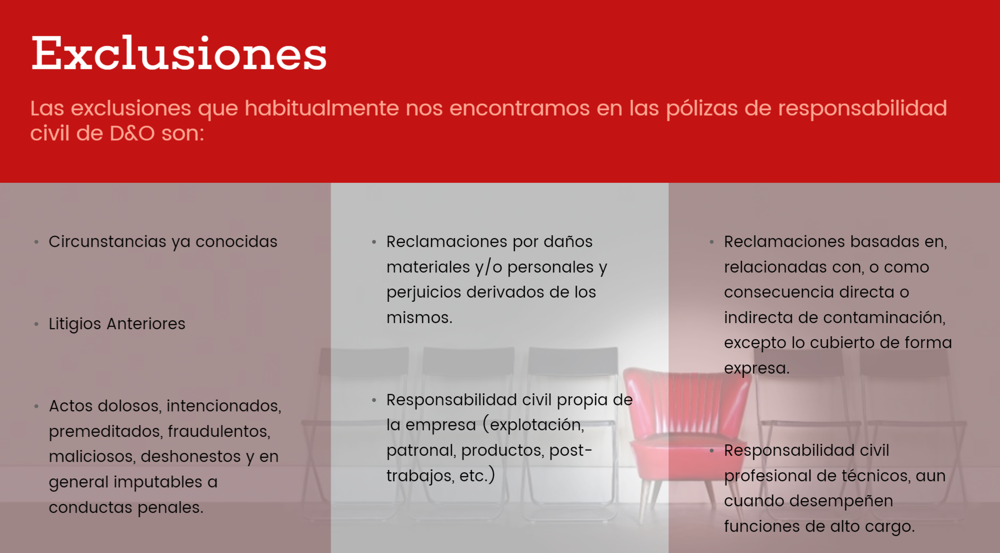 Exclusiones
Las exclusiones que habitualmente nos encontramos en las pólizas de responsabilidad
civil de D&O son:
• Circunstancias ya conocidas
• Litigios Anteriores
• Actos dolosos, intencionados,
premeditados, fraudulentos,
maliciosos, deshonestos y en
general imputables a
conductas penales.
• Reclamaciones por daños
materiales y/o personales y
perjuicios derivados de los
mismos.
• Responsabilidad civil propia de
la empresa (explotación,
patronal, productos, post-
trabajos, etc.)
• Reclamaciones basadas en,
relacionadas con, o como
consecuencia directa o
indirecta de contaminación,
excepto lo cubierto de forma
expresa.
• Responsabilidad civil
profesional de técnicos, aun
cuando desempeñen
funciones de alto cargo.